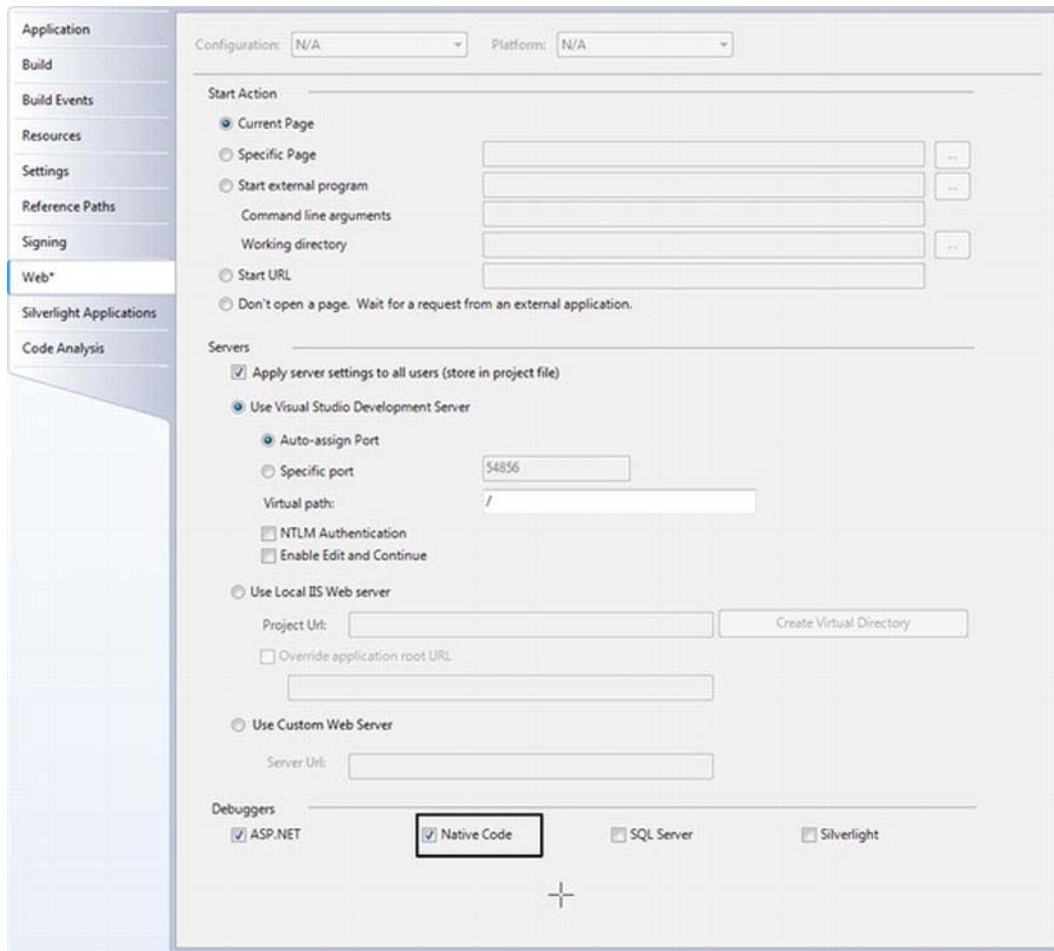 Application
Build
Build Events
Resources
Settings
Reference Paths
Signing
Web*
Silverlight Applications
Code Analysis
Configuration: N/A Platform: N/A
Start Action
Current Page
Specific Page ...
Start external program ...
Command line arguments
Working directory ...
Start URL
Don't open a page. Wait for a request from an external application.
Servers
Apply server settings to all users (store in project file)
Use Visual Studio Development Server
Auto-assign Port
Specific port 54856
Virtual path: /
NTLM Authentication
Enable Edit and Continue
Use Local IIS Web server
Project Url: Create Virtual Directory
Override application root URL
Use Custom Web Server
Server Url:
Debuggers
ASP.NET Native Code SQL Server Silverlight